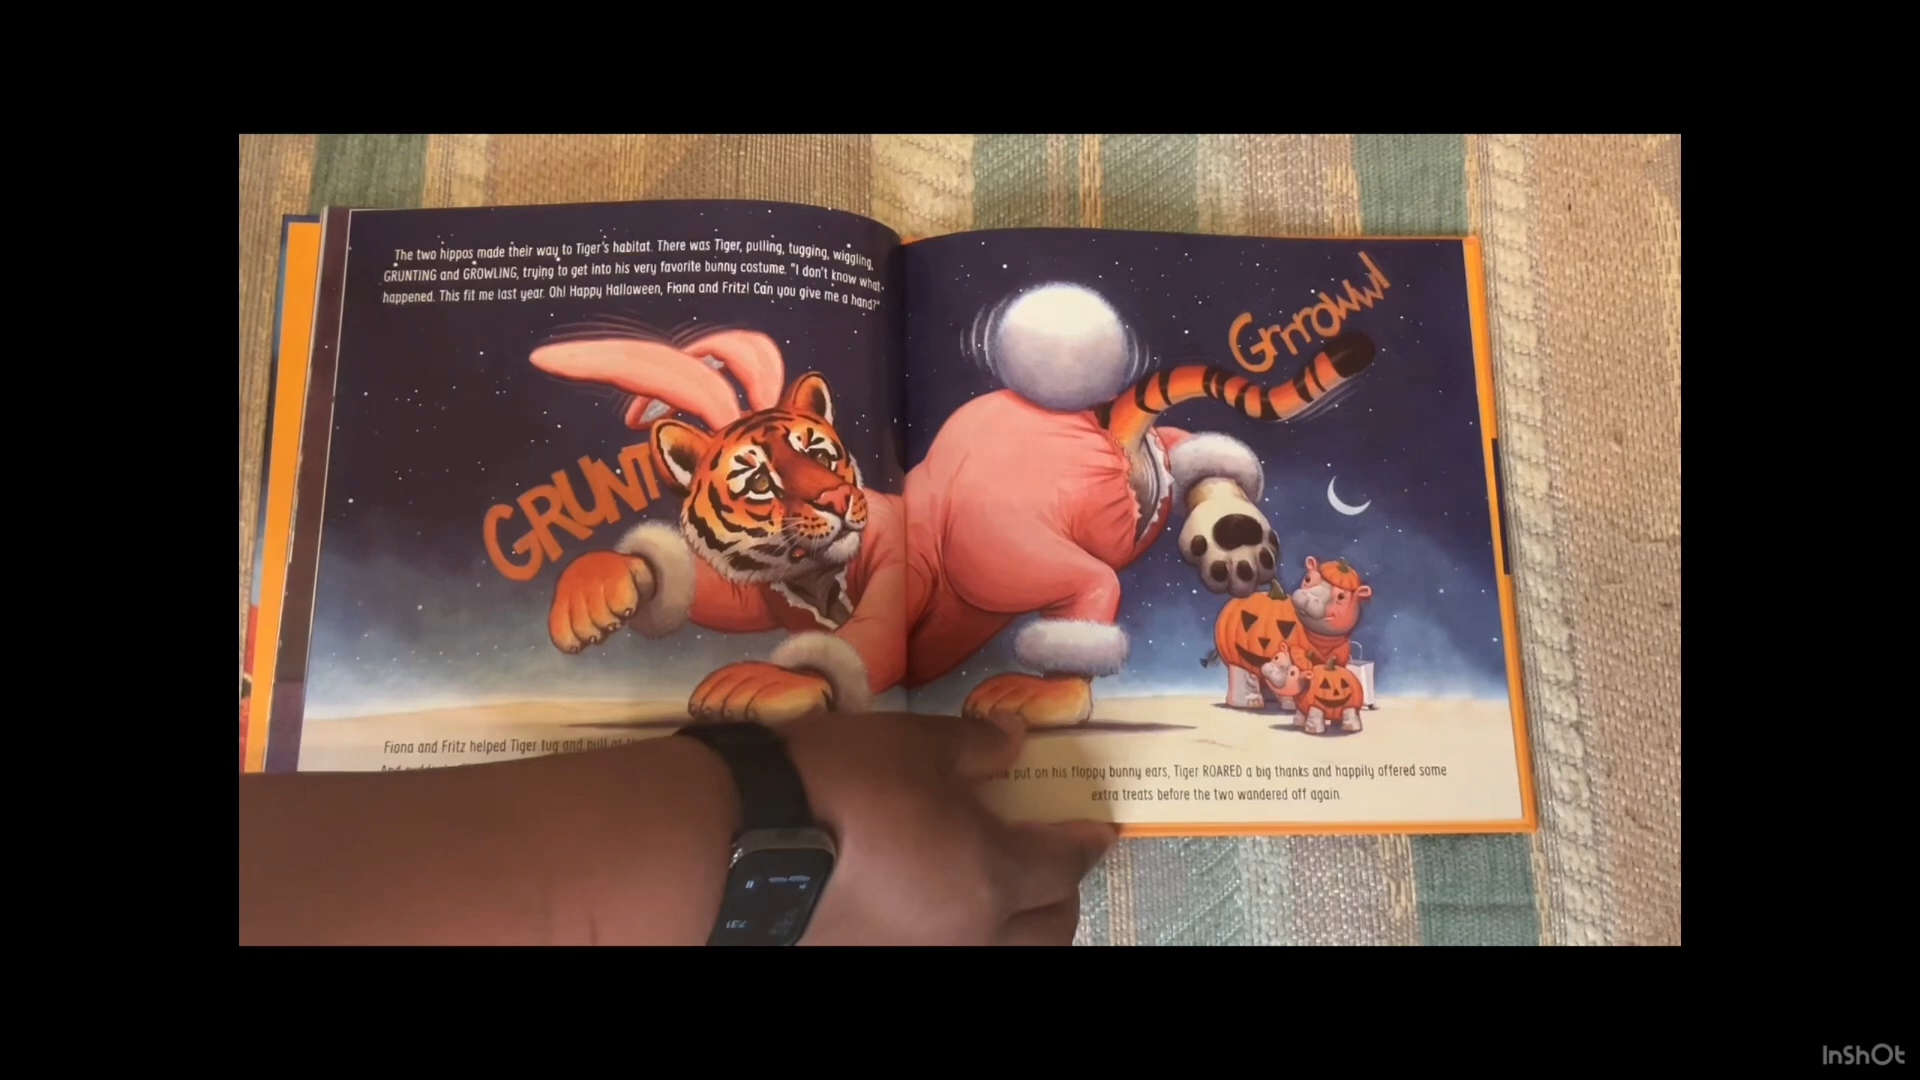 The two hippos made their way to Tiger's habitat. There was Tiger, pulling, tugging, wiggling,
GRUNTING and GROWLING, trying to get into his very favorite bunny costume. "I don't know what
happened. This fit me last year. Oh! Happy Halloween, Fiona and Fritz! Can you give me a hand?"
Grrrowwl
GRUNT
Fiona and Fritz helped Tiger tug and pull at
put on his floppy bunny ears, Tiger ROARED a big thanks and happily offered some
extra treats before the two wandered off again.
InShOt